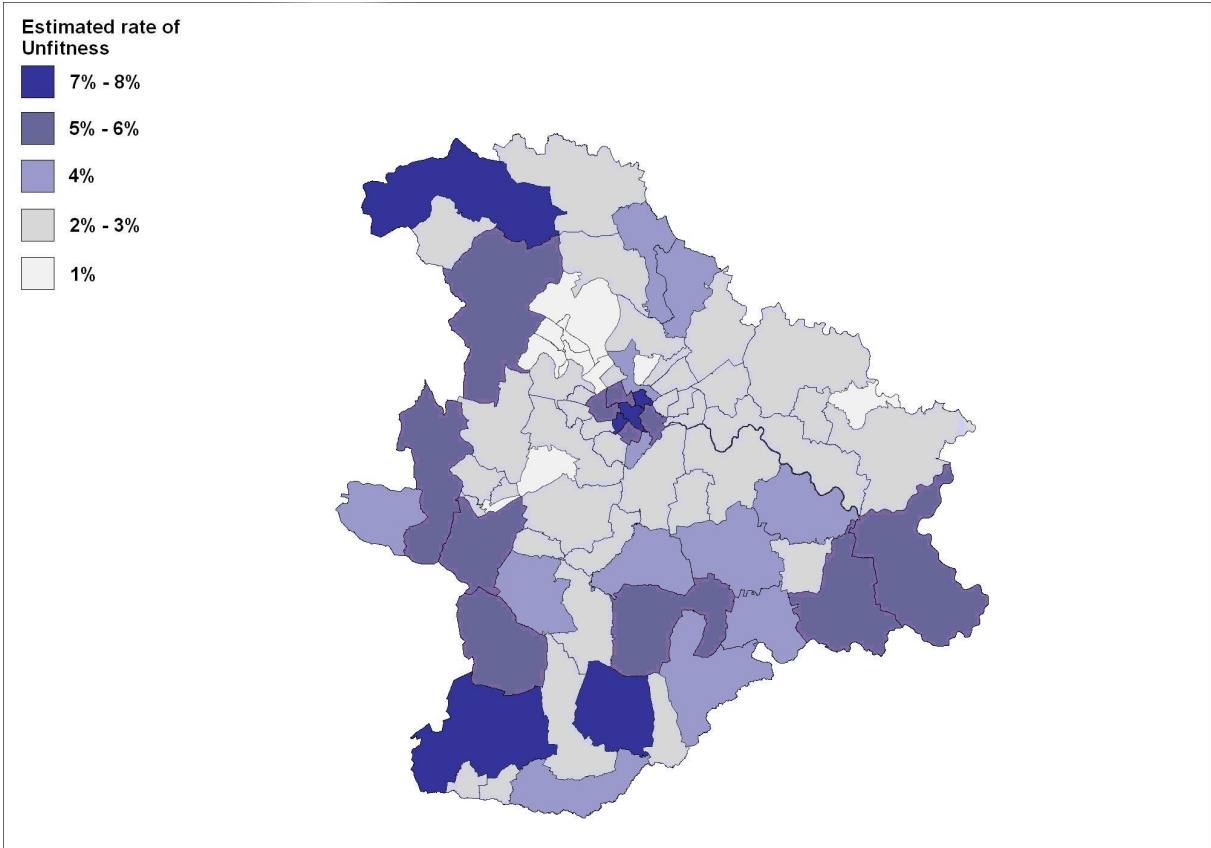 Estimated rate of
Unfitness
7% - 8%
5% - 6%
4%
2% - 3%
1%